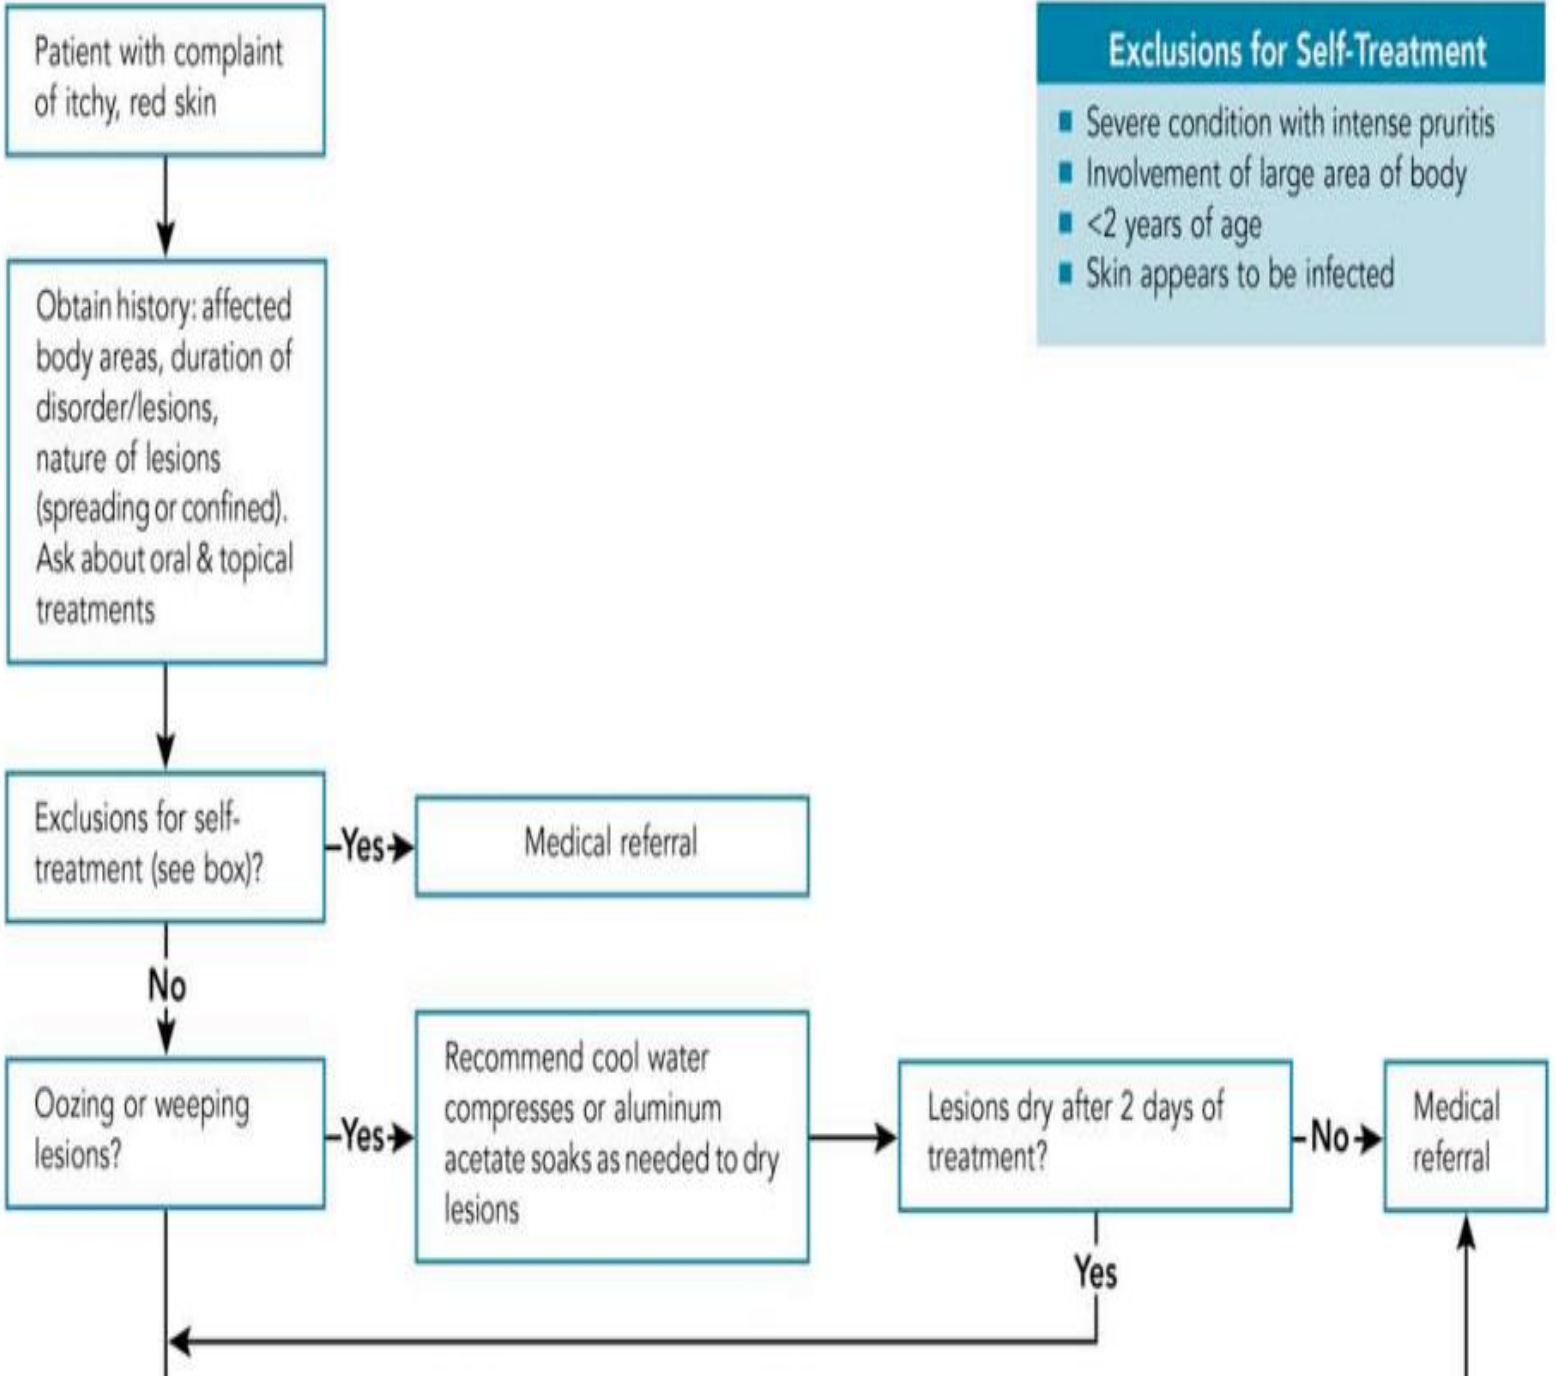 Patient with complaint
of itchy, red skin
Exclusions for Self-Treatment
■ Severe condition with intense pruritis
■ Involvement of large area of body
■ <2 years of age
■ Skin appears to be infected
Obtain history: affected
body areas, duration of
disorder/lesions,
nature of lesions
(spreading or confined).
Ask about oral & topical
treatments
Exclusions for self-
treatment (see box)?
Yes
Medical referral
No
Oozing or weeping
lesions?
Yes
Recommend cool water
compresses or aluminum
acetate soaks as needed to dry
lesions
Lesions dry after 2 days of
treatment?
No
Medical
referral
Yes